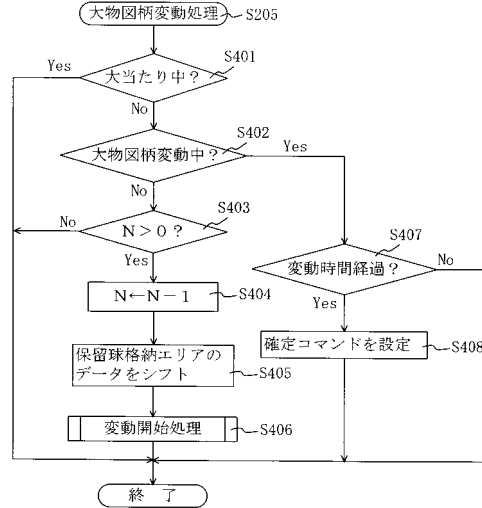 大物図柄変動処理
S205
Yes
S401
大当たり中？
No
S402
大物図柄変動中？
Yes
No
S403
No
N＞0？
S407
No
Yes
変動時間経過？
N←N－1
S404
Yes
保留球格納エリアの
データをシフト
S405
確定コマンドを設定
S408
変動開始処理
S406
終 了